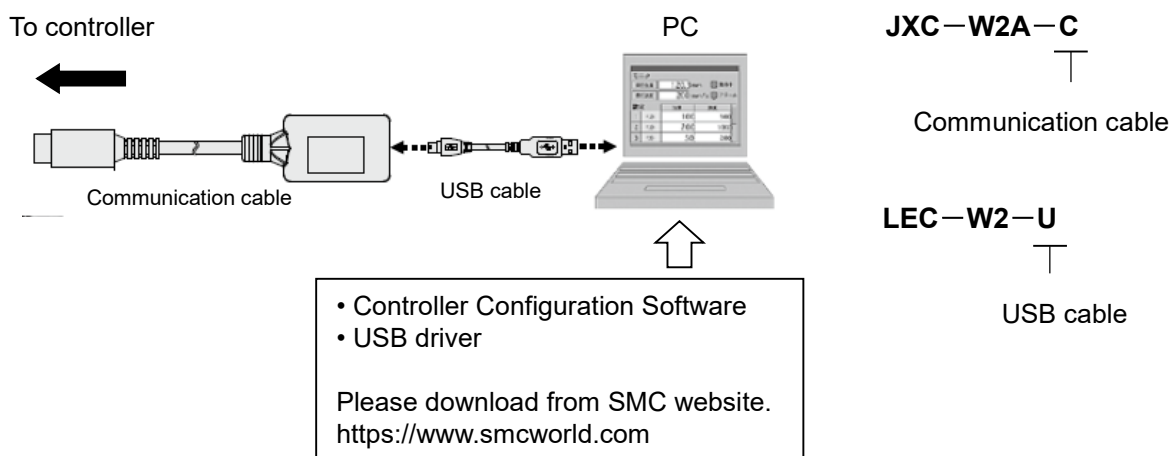 To controller
PC
Communication cable
USB cable
• Controller Configuration Software
• USB driver
Please download from SMC website.
https://www.smcworld.com
JXC－W2A－C
Communication cable
LEC－W2－U
USB cable